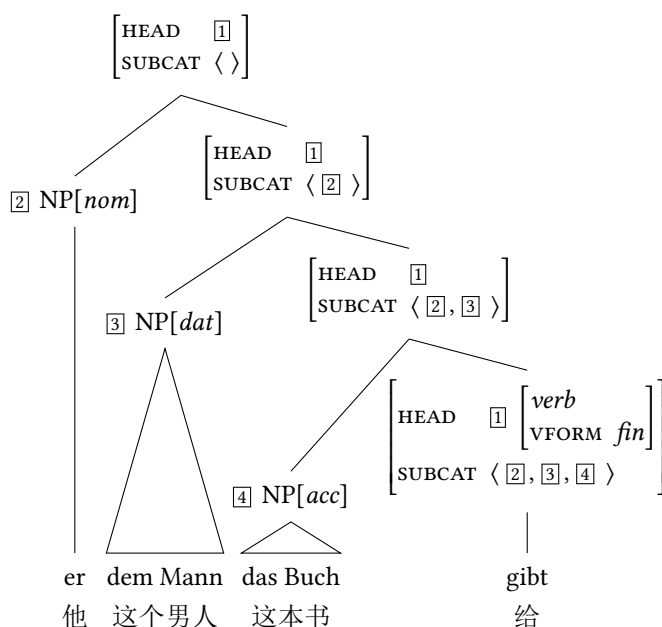 HEAD 1
SUBCAT ⟨ ⟩
HEAD 1
SUBCAT ⟨ 2 ⟩
2 NP[nom]
HEAD 1
SUBCAT ⟨ 2 , 3 ⟩
3 NP[dat]
verb
HEAD 1 VFORM fin
SUBCAT ⟨ 2 , 3 , 4 ⟩
4 NP[acc]
er dem Mann das Buch gibt
他 这个男人 这本书 给